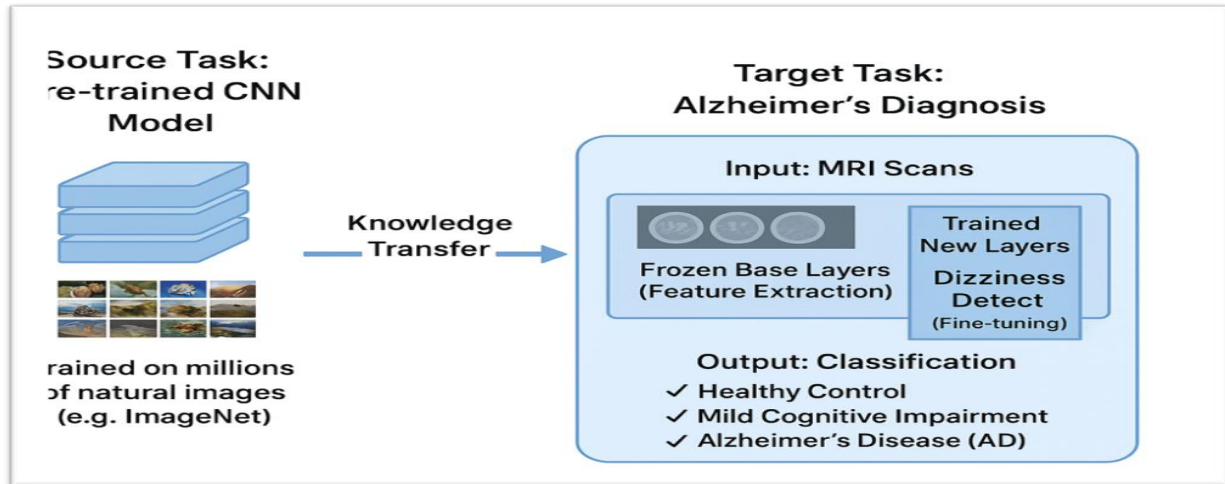 Source Task:
re-trained CNN
Model
Knowledge
Transfer
rained on millions
of natural images
(e.g. ImageNet)
Target Task:
Alzheimer's Diagnosis
Input: MRI Scans
Frozen Base Layers
(Feature Extraction)
Trained
New Layers
Dizziness
Detect
(Fine-tuning)
Output: Classification
✓ Healthy Control
✓ Mild Cognitive Impairment
✓ Alzheimer's Disease (AD)